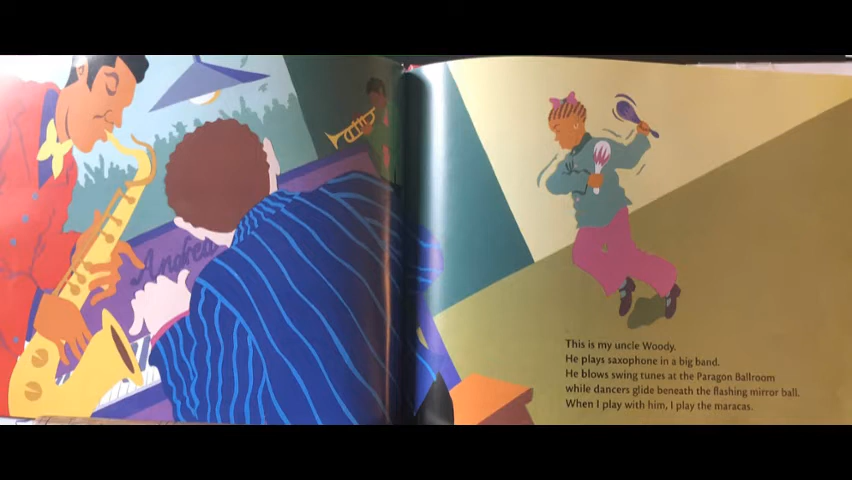 Andrew
This is my uncle Woody.
He plays saxophone in a big band.
He blows swing tunes at the Paragon Ballroom
while dancers glide beneath the flashing mirror ball.
When I play with him, I play the maracas.